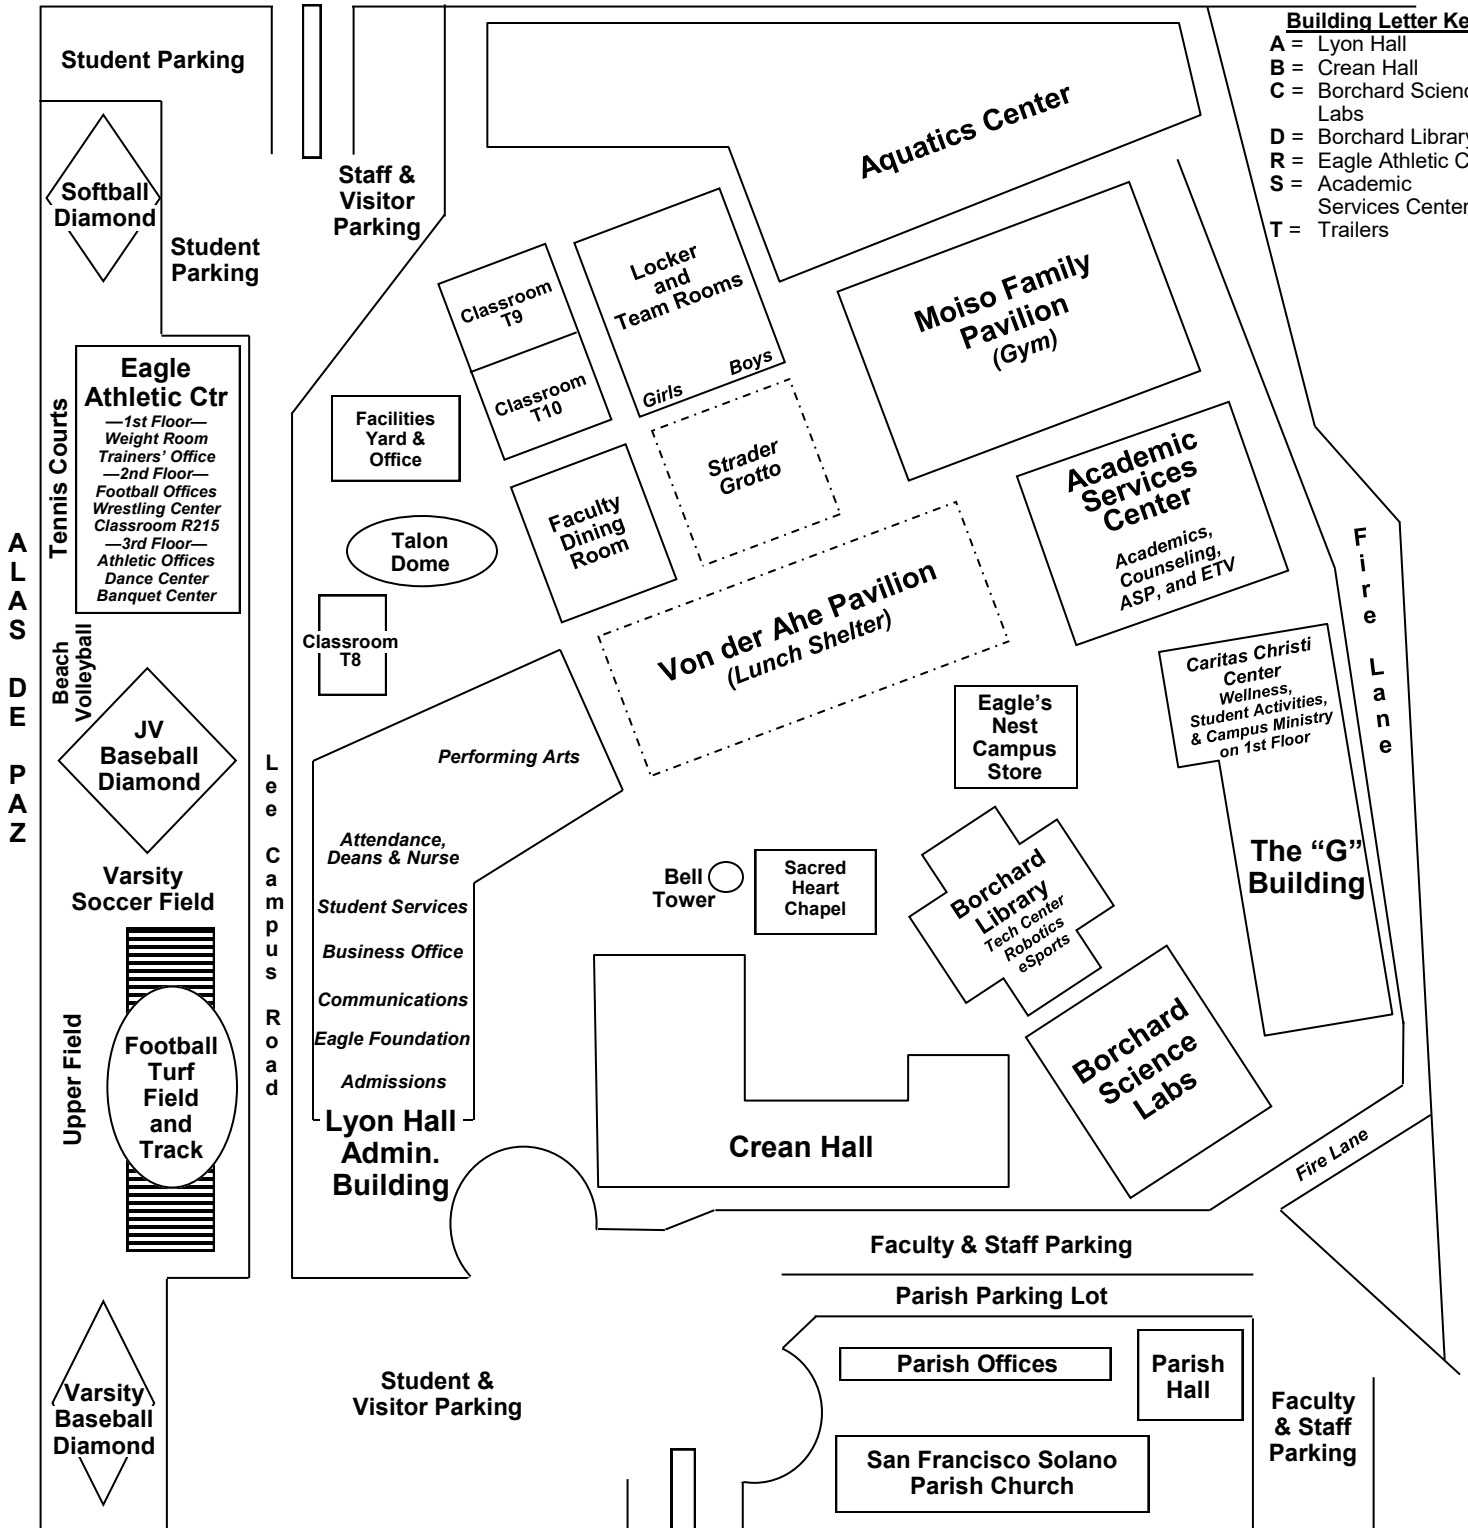 Building Letter Ke
A = Lyon Hall
B = Crean Hall
C = Borchard Scienc
Labs
D = Borchard Library
R = Eagle Athletic C
S = Academic
Services Center
T = Trailers
Student Parking
Softball
Diamond
Student
Parking
Staff &
Visitor
Parking
Aquatics Center
Locker
and
Team Rooms
Girls
Boys
Classroom
T9
Classroom
T10
Moiso Family
Pavilion
(Gym)
Eagle
Athletic Ctr
—1st Floor—
Weight Room
Trainers' Office
—2nd Floor—
Football Offices
Wrestling Center
Classroom R215
—3rd Floor—
Athletic Offices
Dance Center
Banquet Center
Tennis Courts
Facilities
Yard &
Office
Strader
Grotto
Academic
Services
Center
Academics,
Counseling,
ASP, and ETV
Faculty
Dining
Room
Talon
Dome
ALAS DE PAZ
Fire Lane
Von der Ahe Pavilion
(Lunch Shelter)
Classroom
T8
Beach
Volleyball
Caritas Christi
Center
Wellness,
Student Activities,
& Campus Ministry
on 1st Floor
Eagle's
Nest
Campus
Store
JV
Baseball
Diamond
Lee Campus Road
Performing Arts
Attendance,
Deans & Nurse
Student Services
Business Office
Communications
Eagle Foundation
Admissions
Lyon Hall
Admin.
Building
Bell
Tower
Sacred
Heart
Chapel
Borchard
Library
Tech Center
Robotics
eSports
The “G”
Building
Varsity
Soccer Field
Upper Field
Football
Turf
Field
and
Track
Borchard
Science
Labs
Crean Hall
Fire Lane
Faculty & Staff Parking
Parish Parking Lot
Parish Offices
Parish
Hall
Varsity
Baseball
Diamond
Student &
Visitor Parking
Faculty
& Staff
Parking
San Francisco Solano
Parish Church